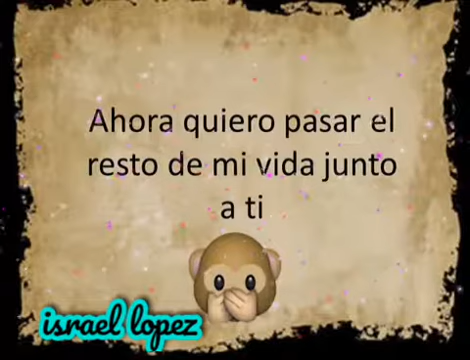 Ahora quiero pasar el
resto de mi vida junto
a ti
israel lopez